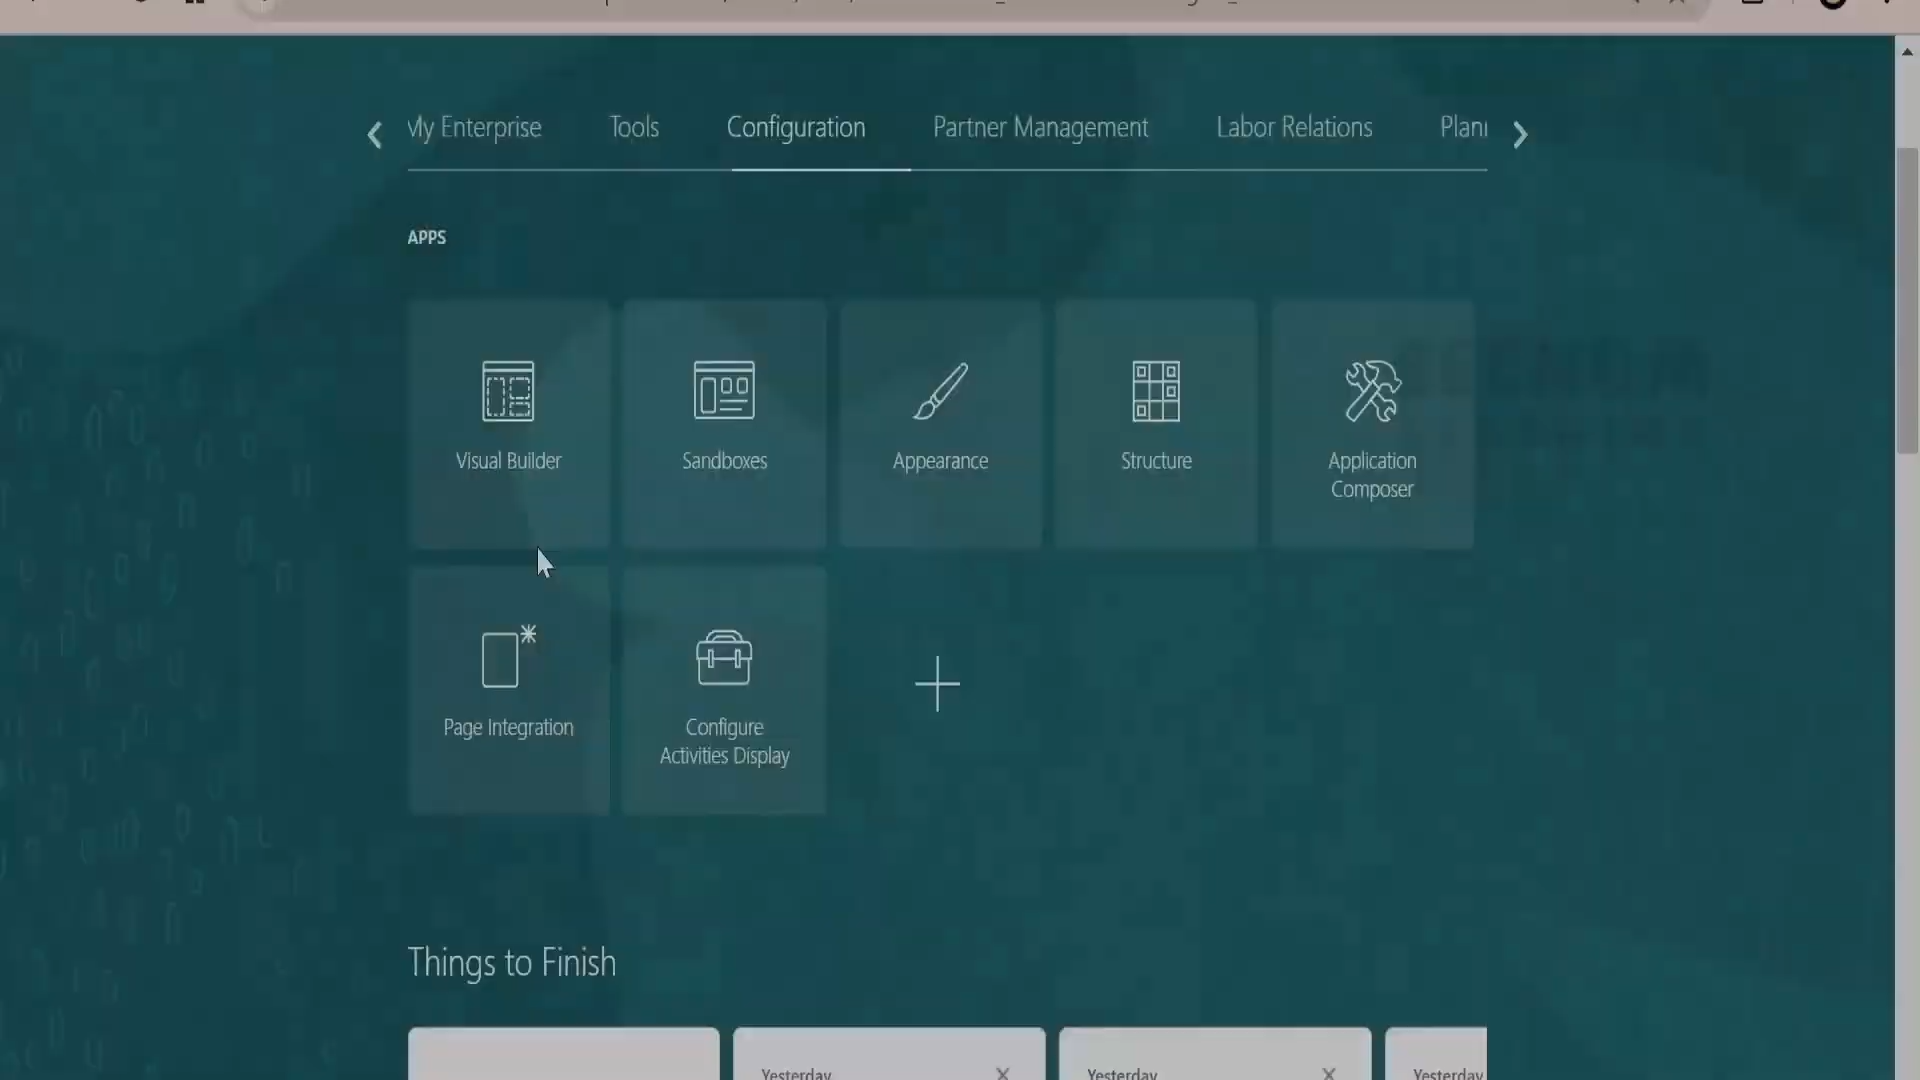 My Enterprise
Tools
Configuration
Partner Management
Labor Relations
APPS
Visual Builder
Sandboxes
Appearance
Structure
Application
Composer
Page Integration
Configure
Activities Display
Things to Finish
Yesterday
Yesterday
Yesterday